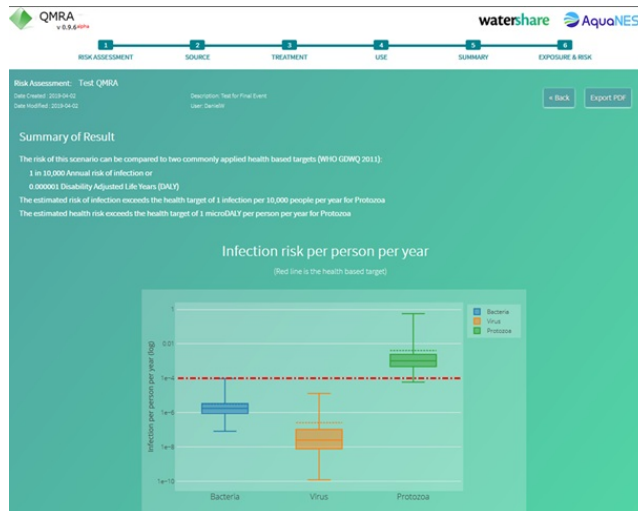 QMRA
v 0.9.6alpha
watershare
AquaNES
1 2 3 4 5 6
RISK ASSESSMENT SOURCE TREATMENT USE SUMMARY EXPOSURE & RISK
Risk Assessment: Test QMRA
Date Created : 2019-04-02
Date Modified : 2019-04-02
Description: Test for Final Event
User: DanielW
« Back
Export PDF
Summary of Result
The risk of this scenario can be compared to two commonly applied health based targets (WHO GDWQ 2011):
1 in 10,000 Annual risk of infection or
0.000001 Disability Adjusted Life Years (DALY)
The estimated risk of infection exceeds the health target of 1 infection per 10,000 people per year for Protozoa
The estimated health risk exceeds the health target of 1 microDALY per person per year for Protozoa
Infection risk per person per year
(Red line is the health based target)
Infection per person per year (log)
1
0.01
1e-4
1e-6
1e-8
1e-10
Bacteria
Virus
Protozoa
Bacteria Virus Protozoa